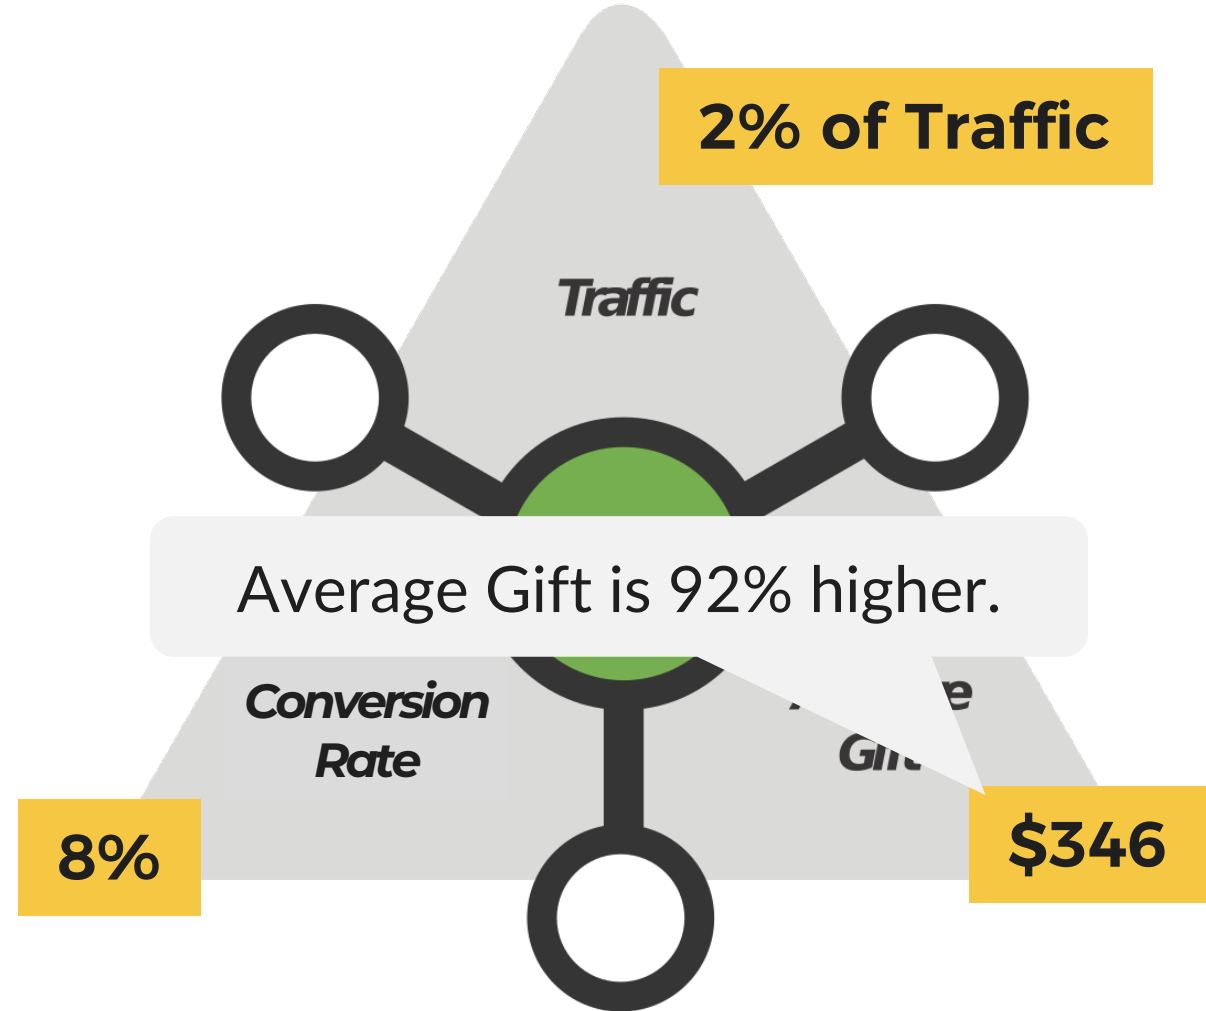 2% of Traffic
Traffic
Average Gift is 92% higher.
Conversion
Rate
8%
$346